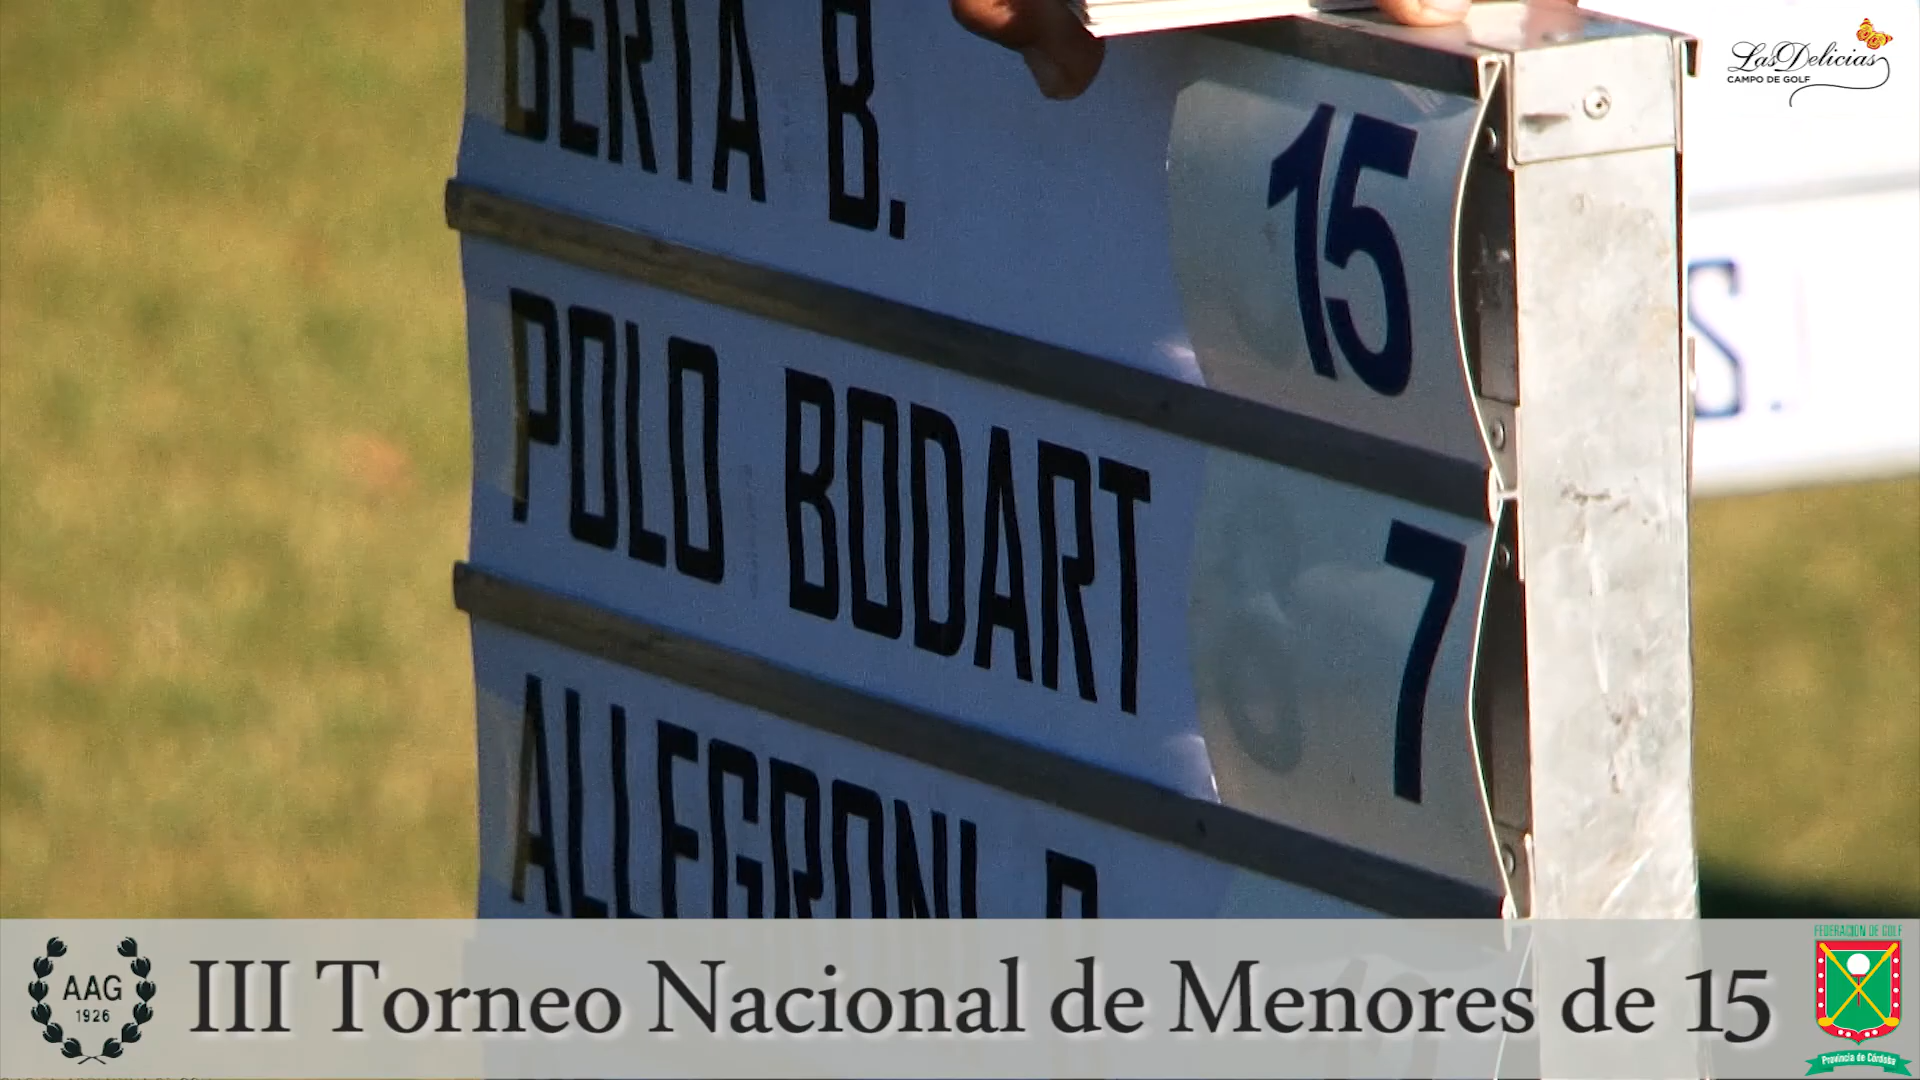 Las Delicias
CAMPO DE GOLF
BERTA B. 15
S.
POLO BODART 7
ALLEGRONI
AAG
1926
III Torneo Nacional de Menores de 15
FEDERACION DE GOLF
Provincia de Córdoba